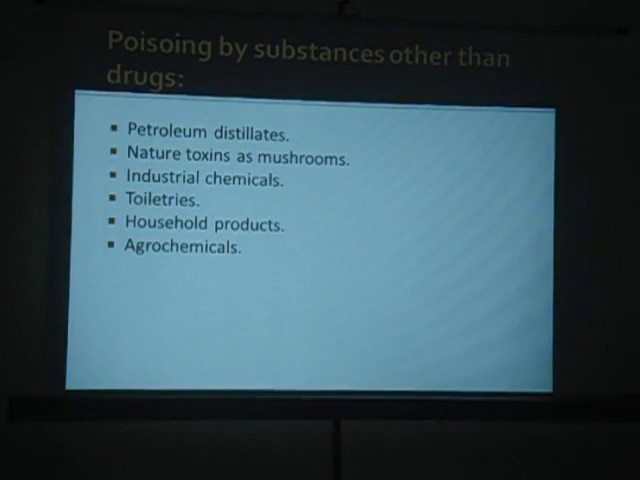 Poisoing by substances other than
drugs:
▪ Petroleum distillates.
▪ Nature toxins as mushrooms.
▪ Industrial chemicals.
▪ Toiletries.
▪ Household products.
▪ Agrochemicals.